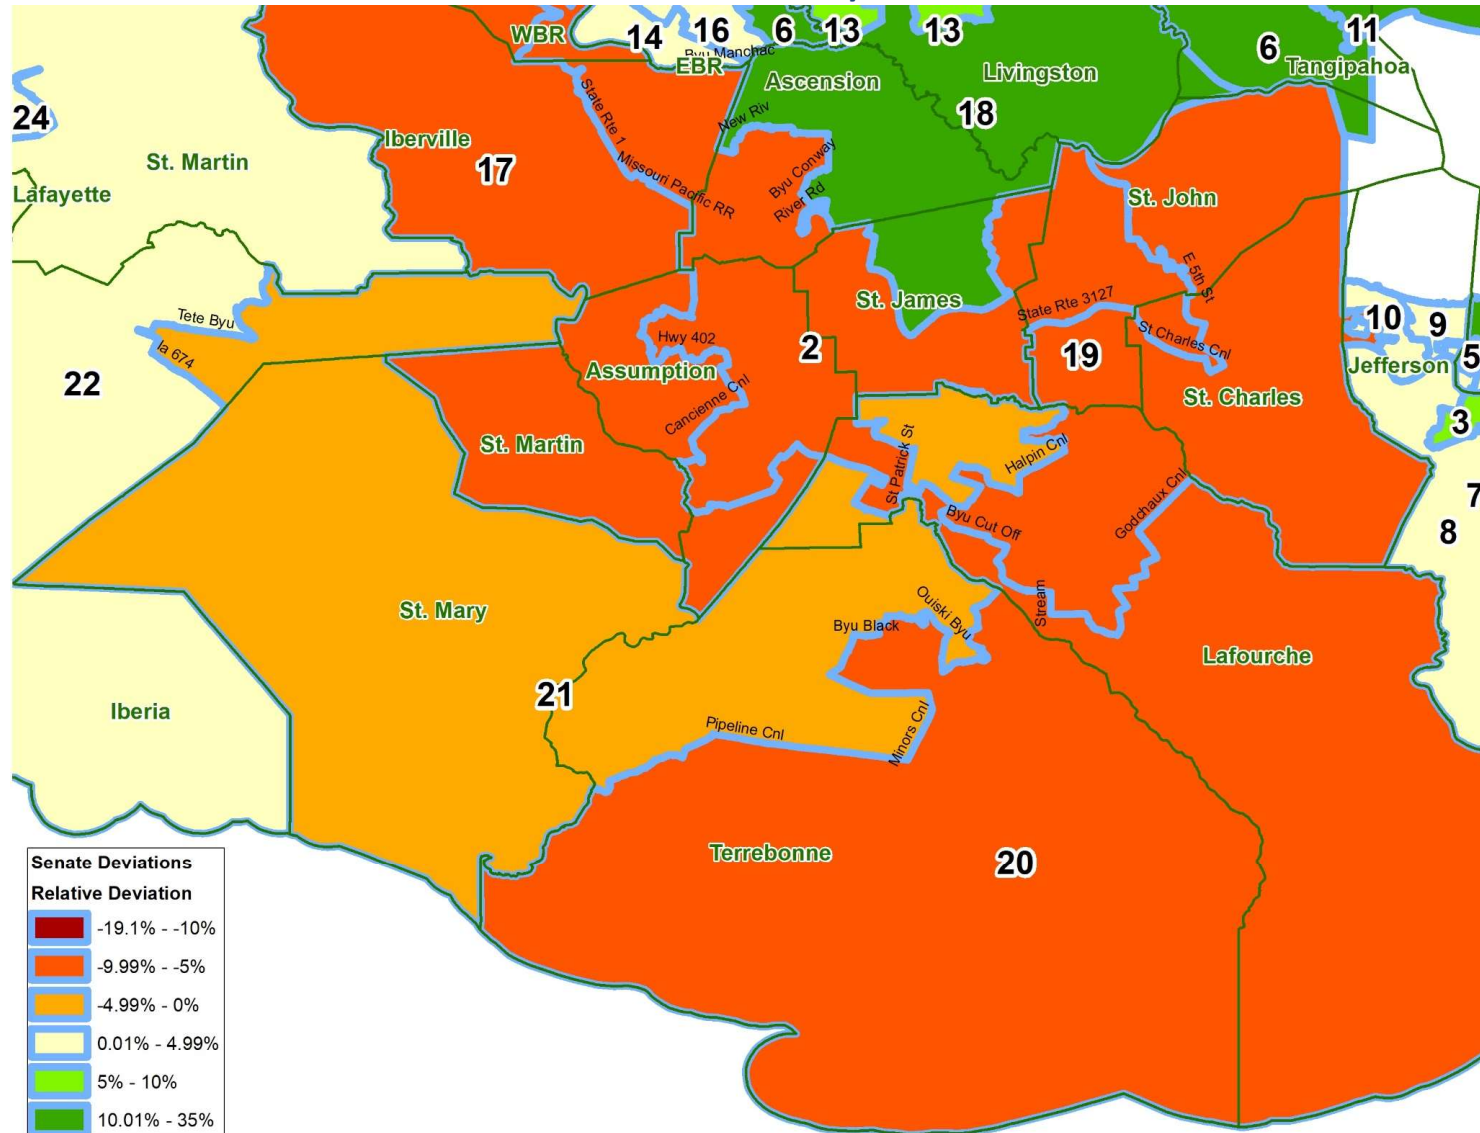 WBR
14
16
6
13
13
6
11
Byu Manchac
EBR
Ascension
Livingston
Tangipahoa
24
New Riv
18
State Rte 1
Iberville
St. Martin
17
Byu Conway
Missouri Pacific RR
River Rd
Lafayette
St. John
E 5th St
St. James
State Rte 3127
Tete Byu
la 674
Hwy 402
2
19
St Charles Cnl
10
9
5
22
Assumption
Cancienne Cnl
Jefferson
St. Charles
3
St. Martin
St Patrick St
Halpin Cnl
7
Godchaux Cnl
Byu Cut Off
8
St. Mary
Ouiski Byu
Stream
Byu Black
Lafourche
21
Iberia
Pipeline Cnl
Minors Cnl
Terrebonne
20
Senate Deviations
Relative Deviation
-19.1% - -10%
-9.99% - -5%
-4.99% - 0%
0.01% - 4.99%
5% - 10%
10.01% - 35%